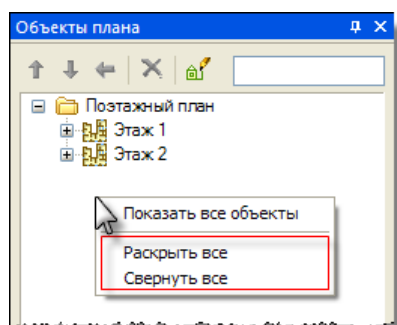 Объекты плана
Поэтажный план
Этаж 1
Этаж 2
Показать все объекты
Раскрыть все
Свернуть все